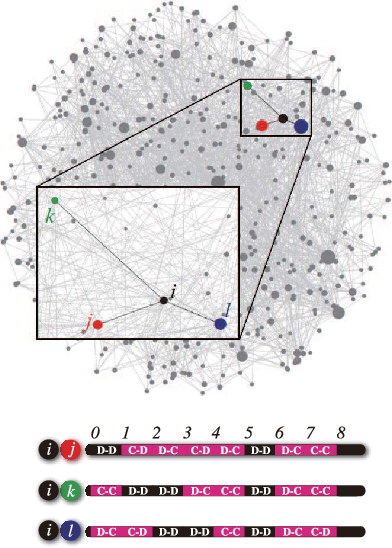 k
i
j
l
0 1 2 3 4 5 6 7 8
i j D-D C-D D-C C-D D-C D-D D-C C-C
i k C-C D-D D-D D-C C-C D-D D-C C-C
i l D-C C-D D-D D-D C-C D-D D-C C-D